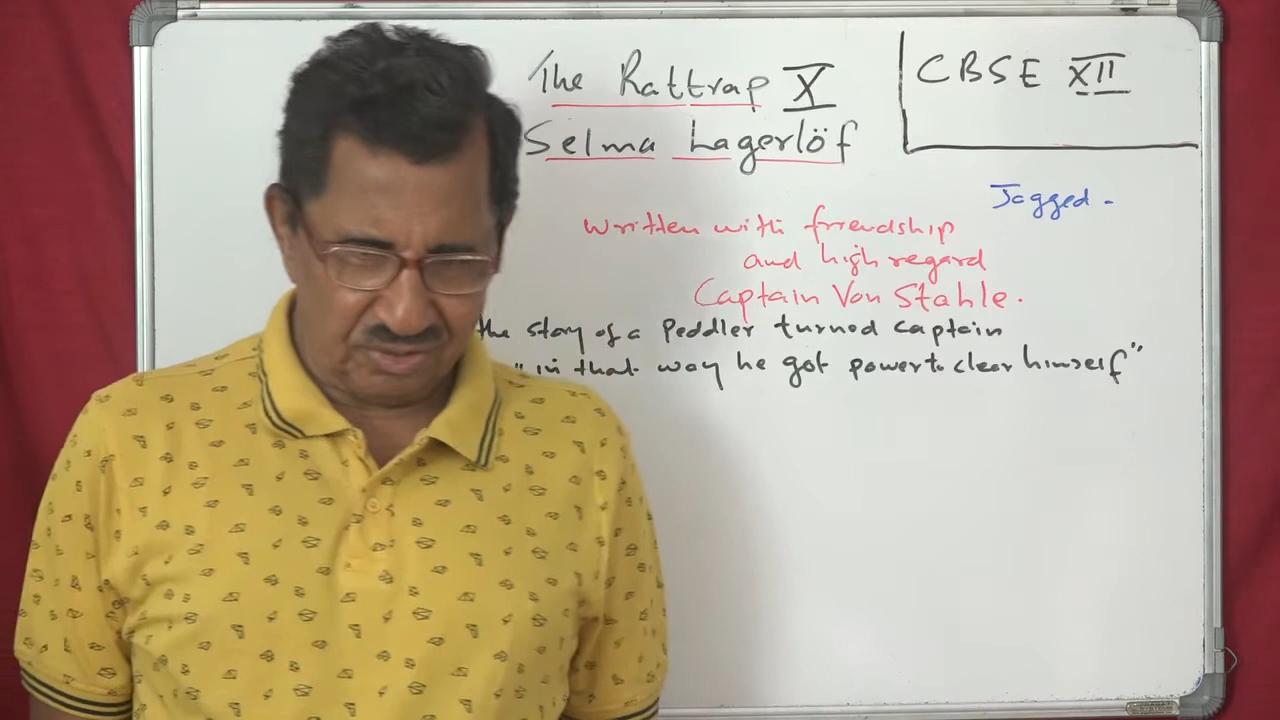 The Rattrap X
Selma Lagerlöf
CBSE XII
Jagged -
Written with friendship
and high regard
Captain Von Stahle.
the story of a Peddler turned captain
"in that way he got power to clear himself"